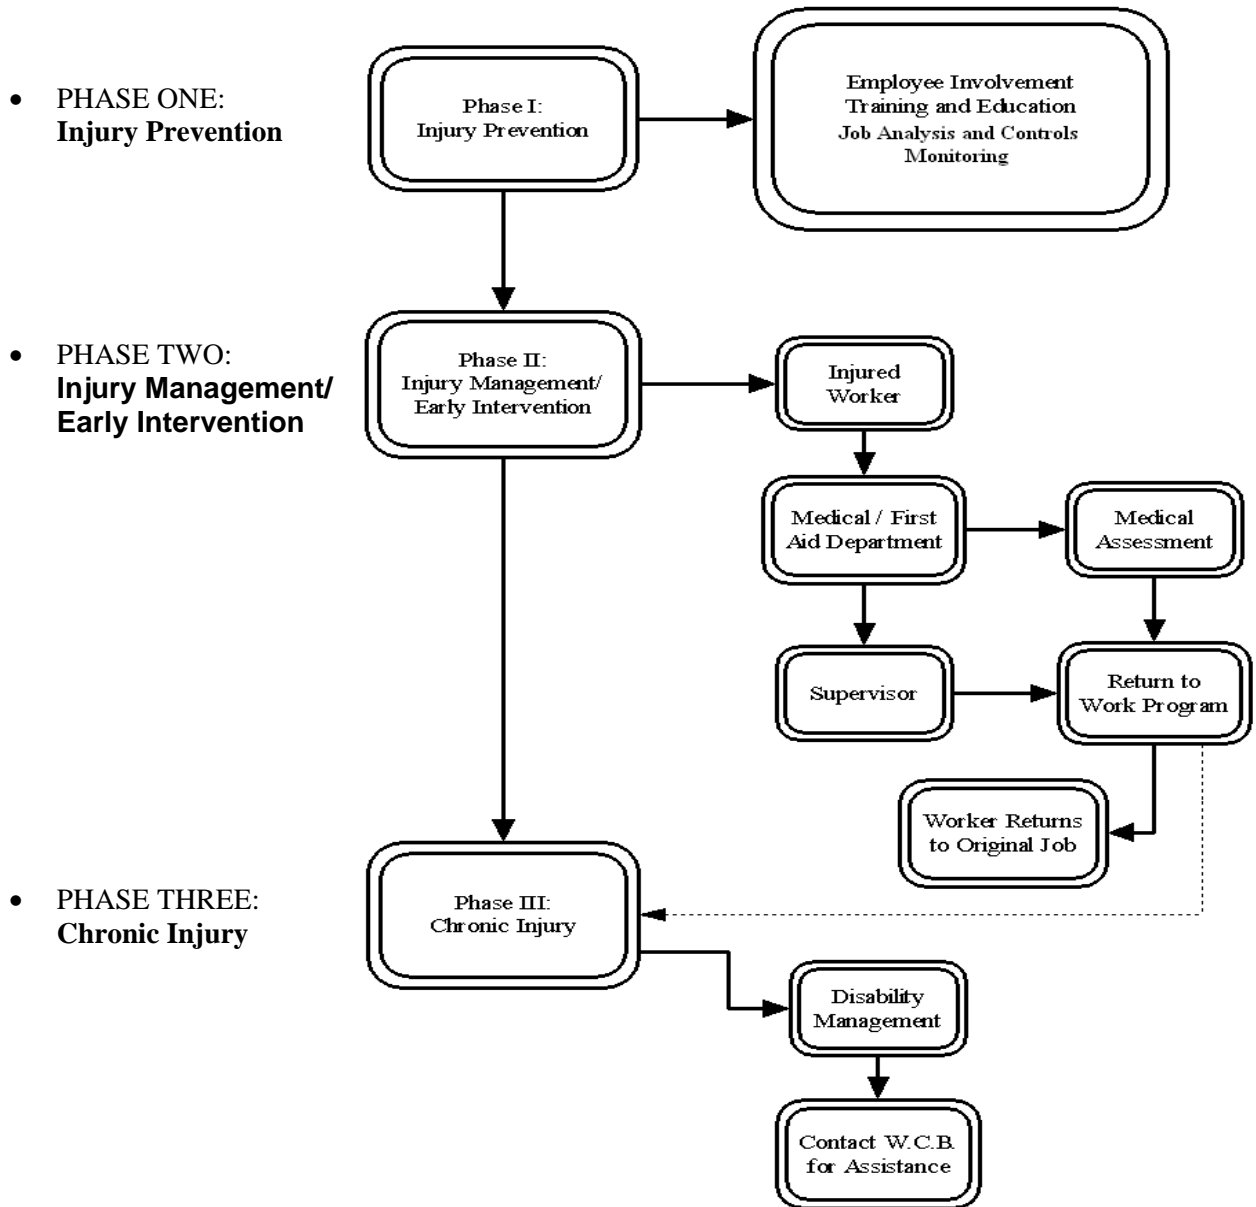 • PHASE ONE:
Injury Prevention
Phase I:
Injury Prevention
Employee Involvement
Training and Education
Job Analysis and Controls
Monitoring
• PHASE TWO:
Injury Management/
Early Intervention
Phase II:
Injury Management/
Early Intervention
Injured
Worker
Medical / First
Aid Department
Medical
Assessment
Supervisor
Return to
Work Program
Worker Returns
to Original Job
• PHASE THREE:
Chronic Injury
Phase III:
Chronic Injury
Disability
Management
Contact W.C.B.
for Assistance